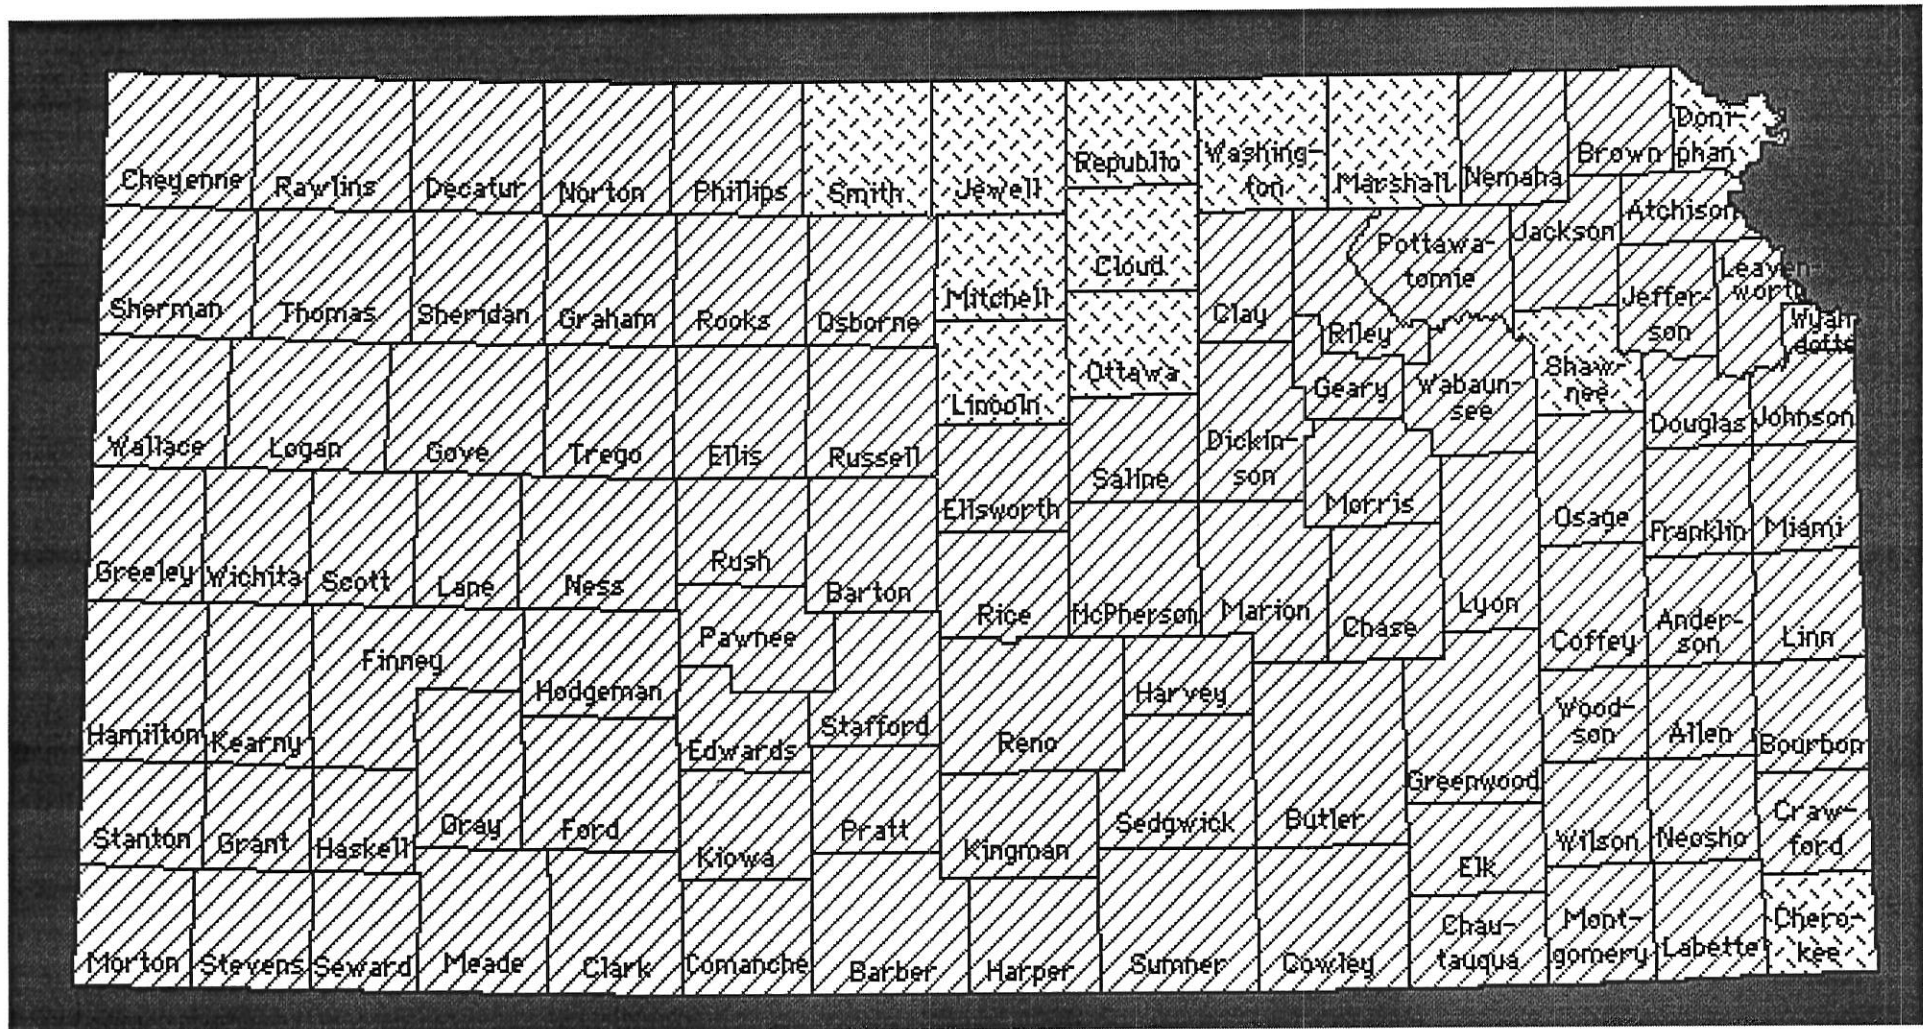 Cheyenne
Rawlins
Decatur
Norton
Phillips
Smith
Jewell
Republic
Washing-
ton
Marshall
Nemaha
Brown
Doni-
phan
Sherman
Thomas
Sheridan
Graham
Rooks
Osborne
Mitchell
Cloud
Clay
Riley
Pottawa-
tomie
Jackson
Atchison
Jeffer-
son
Leaven-
worth
Wyan
dotte
Wallace
Logan
Gove
Trego
Ellis
Russell
Lincoln
Ottawa
Saline
Dickin-
son
Geary
Wabaun-
see
Shaw-
nee
Douglas
Johnson
Greeley
Wichita
Scott
Lane
Ness
Rush
Barton
Ellsworth
Rice
McPherson
Marion
Morris
Chase
Lyon
Osage
Franklin
Miami
Hamilton
Kearny
Finney
Hodgeman
Pawnee
Edwards
Stafford
Reno
Harvey
Coffey
Ander-
son
Linn
Stanton
Grant
Haskell
Gray
Ford
Kiowa
Pratt
Kingman
Sedgwick
Butler
Greenwood
Wood-
son
Allen
Bourbon
Elk
Wilson
Neosho
Craw-
ford
Morton
Stevens
Seward
Meade
Clark
Comanche
Barber
Harper
Sumner
Cowley
Chau-
tauqua
Mont-
gomery
Labette
Chero-
kee